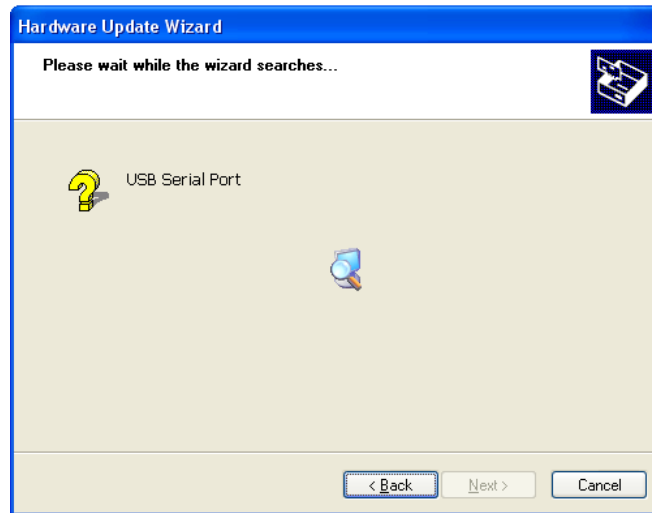 Hardware Update Wizard
Please wait while the wizard searches...
USB Serial Port
< Back Next > Cancel